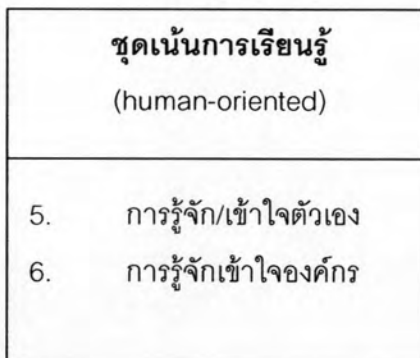 ชุดเน้นการเรียนรู้
(human-oriented)
5. การรู้จัก/เข้าใจตัวเอง
6. การรู้จักเข้าใจองค์กร